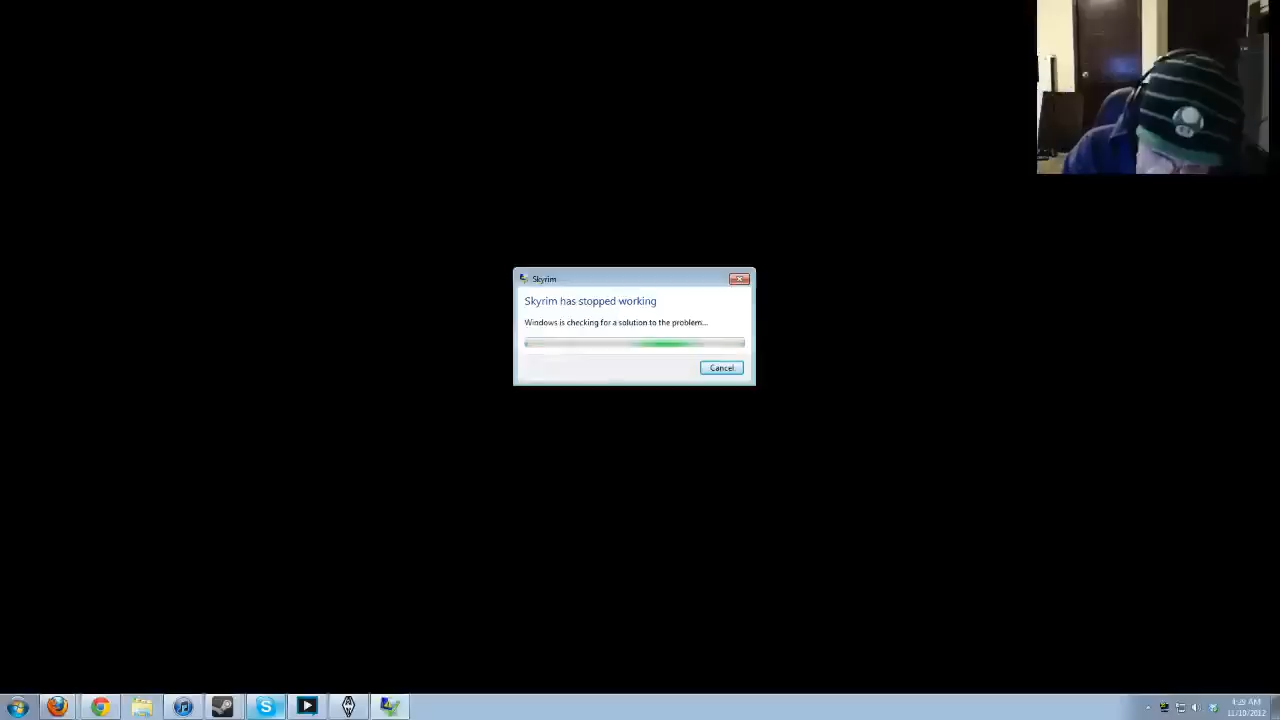 Skyrim
Skyrim has stopped working
Windows is checking for a solution to the problem...
Cancel